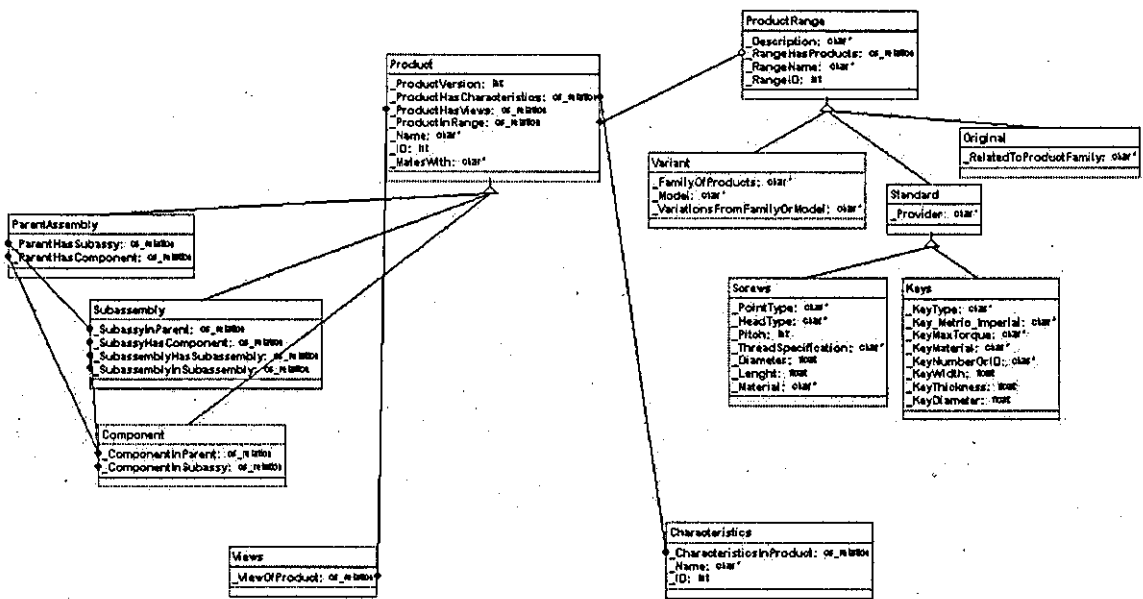 ProductRange
_Description: char*
_RangeHasProducts: os_relation
_RangeName: char*
_RangeID: int
Product
_ProductVersion: int
_ProductHasCharacteristics: os_relation
_ProductHasViews: os_relation
_ProductInRange: os_relation
_Name: char*
_ID: int
_MatesWith: char*
Original
_RelatedToProductFamily: char*
Variant
_FamilyOfProducts: char*
_Model: char*
_VariationsFromFamilyOrModel: char*
Standard
_Provider: char*
ParentAssembly
_ParentHasSubassy: os_relation
_ParentHasComponent: os_relation
Subassembly
_SubassyInParent: os_relation
_SubassyHasComponent: os_relation
_SubassemblyHasSubassembly: os_relation
_SubassemblyInSubassembly: os_relation
Screws
_PointType: char*
_HeadType: char*
_Pitch: int
_ThreadSpecification: char*
_Diameter: float
_Lenght: float
_Material: char*
Keys
_KeyType: char*
_Key_Metric_Imperial: char*
_KeyMaxTorque: char*
_KeyMaterial: char*
_KeyNumberOrID: char*
_KeyWidth: float
_KeyThickness: float
_KeyDiameter: float
Component
_ComponentInParent: os_relation
_ComponentInSubassy: os_relation
Views
_ViewOfProduct: os_relation
Characteristics
_CharacteristicsInProduct: os_relation
_Name: char*
_ID: int